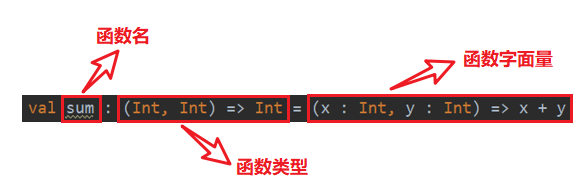 函数名
函数字面量
val sum : (Int, Int) => Int = (x : Int, y : Int) => x + y
函数类型